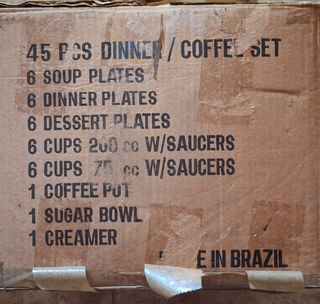 45 PCS DINNER / COFFEE SET
6 SOUP PLATES
6 DINNER PLATES
6 DESSERT PLATES
6 CUPS 200 cc W/SAUCERS
6 CUPS 75 cc W/SAUCERS
1 COFFEE POT
1 SUGAR BOWL
1 CREAMER
IN BRAZIL